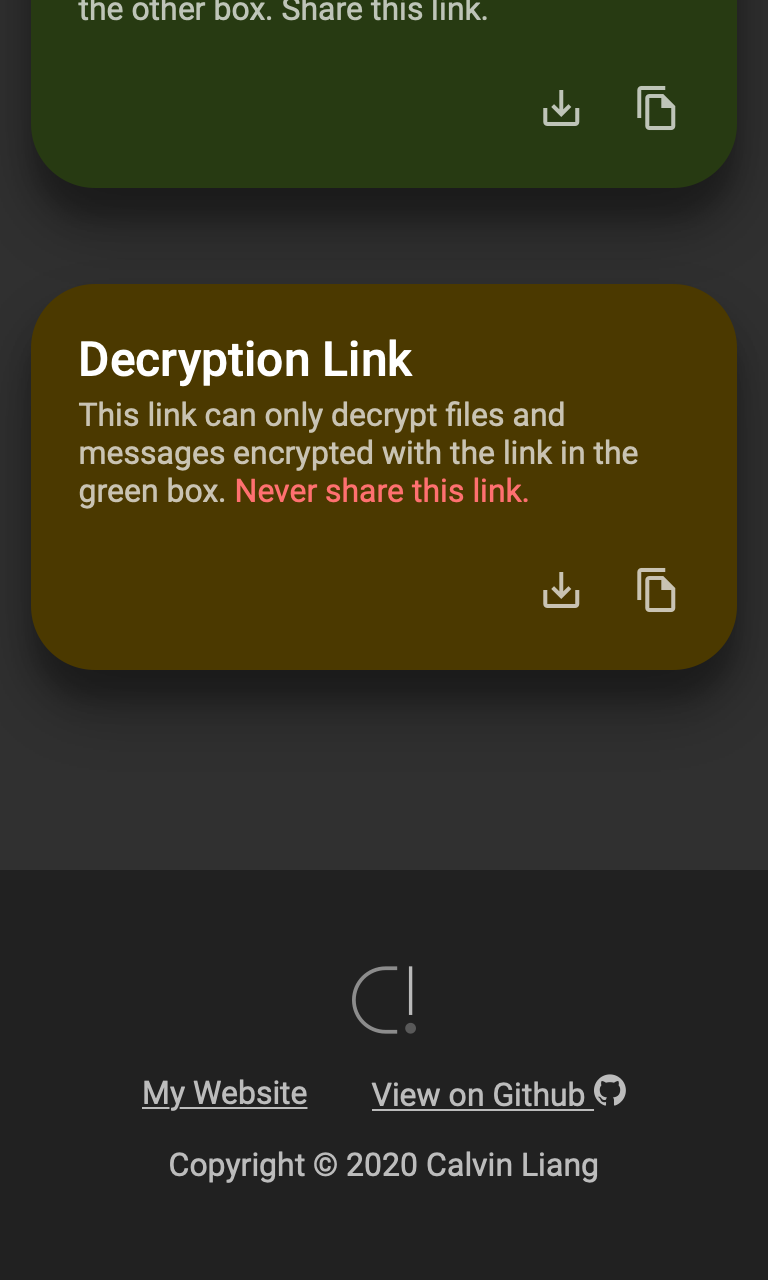 the other box. Share this link.
Decryption Link
This link can only decrypt files and
messages encrypted with the link in the
green box. Never share this link.
C!
My Website View on Github
Copyright © 2020 Calvin Liang